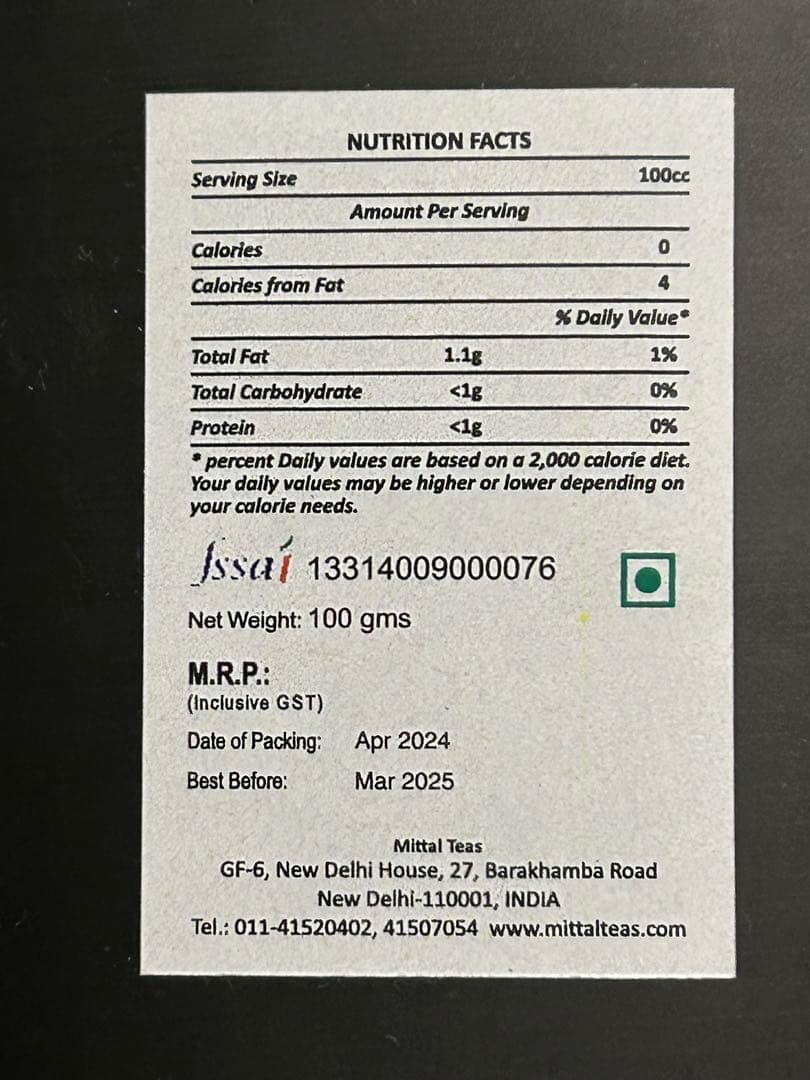 NUTRITION FACTS
Serving Size 100cc
Amount Per Serving
Calories 0
Calories from Fat 4
% Daily Value*
Total Fat 1.1g 1%
Total Carbohydrate <1g 0%
Protein <1g 0%
* percent Daily values are based on a 2,000 calorie diet.
Your daily values may be higher or lower depending on
your calorie needs.
fssai 13314009000076
Net Weight: 100 gms
M.R.P.:
(Inclusive GST)
Date of Packing: Apr 2024
Best Before: Mar 2025
Mittal Teas
GF-6, New Delhi House, 27, Barakhamba Road
New Delhi-110001, INDIA
Tel.: 011-41520402, 41507054 www.mittalteas.com